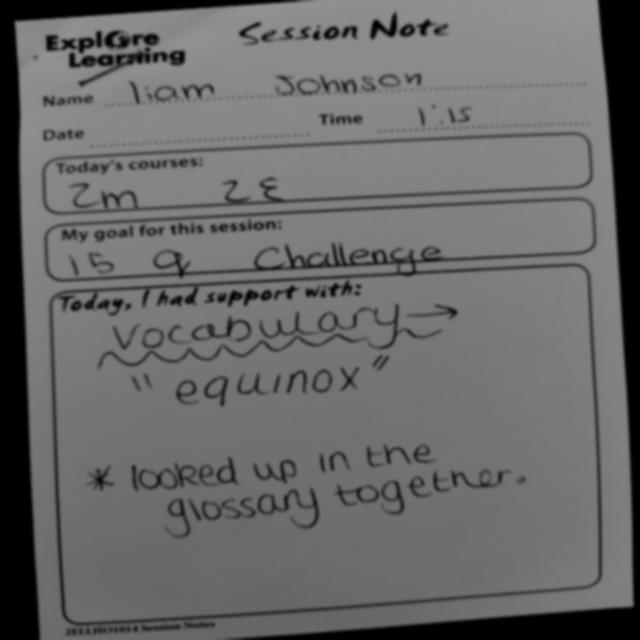 Explore Learning
Session Note
Name liam Johnson
Date Time 1:15
Today's courses:
2m 2E
My goal for this session:
15 q Challenge
Today, I had support with:
Vocabulary →
"equinox"
* looked up in the
glossary together.
Session Notes